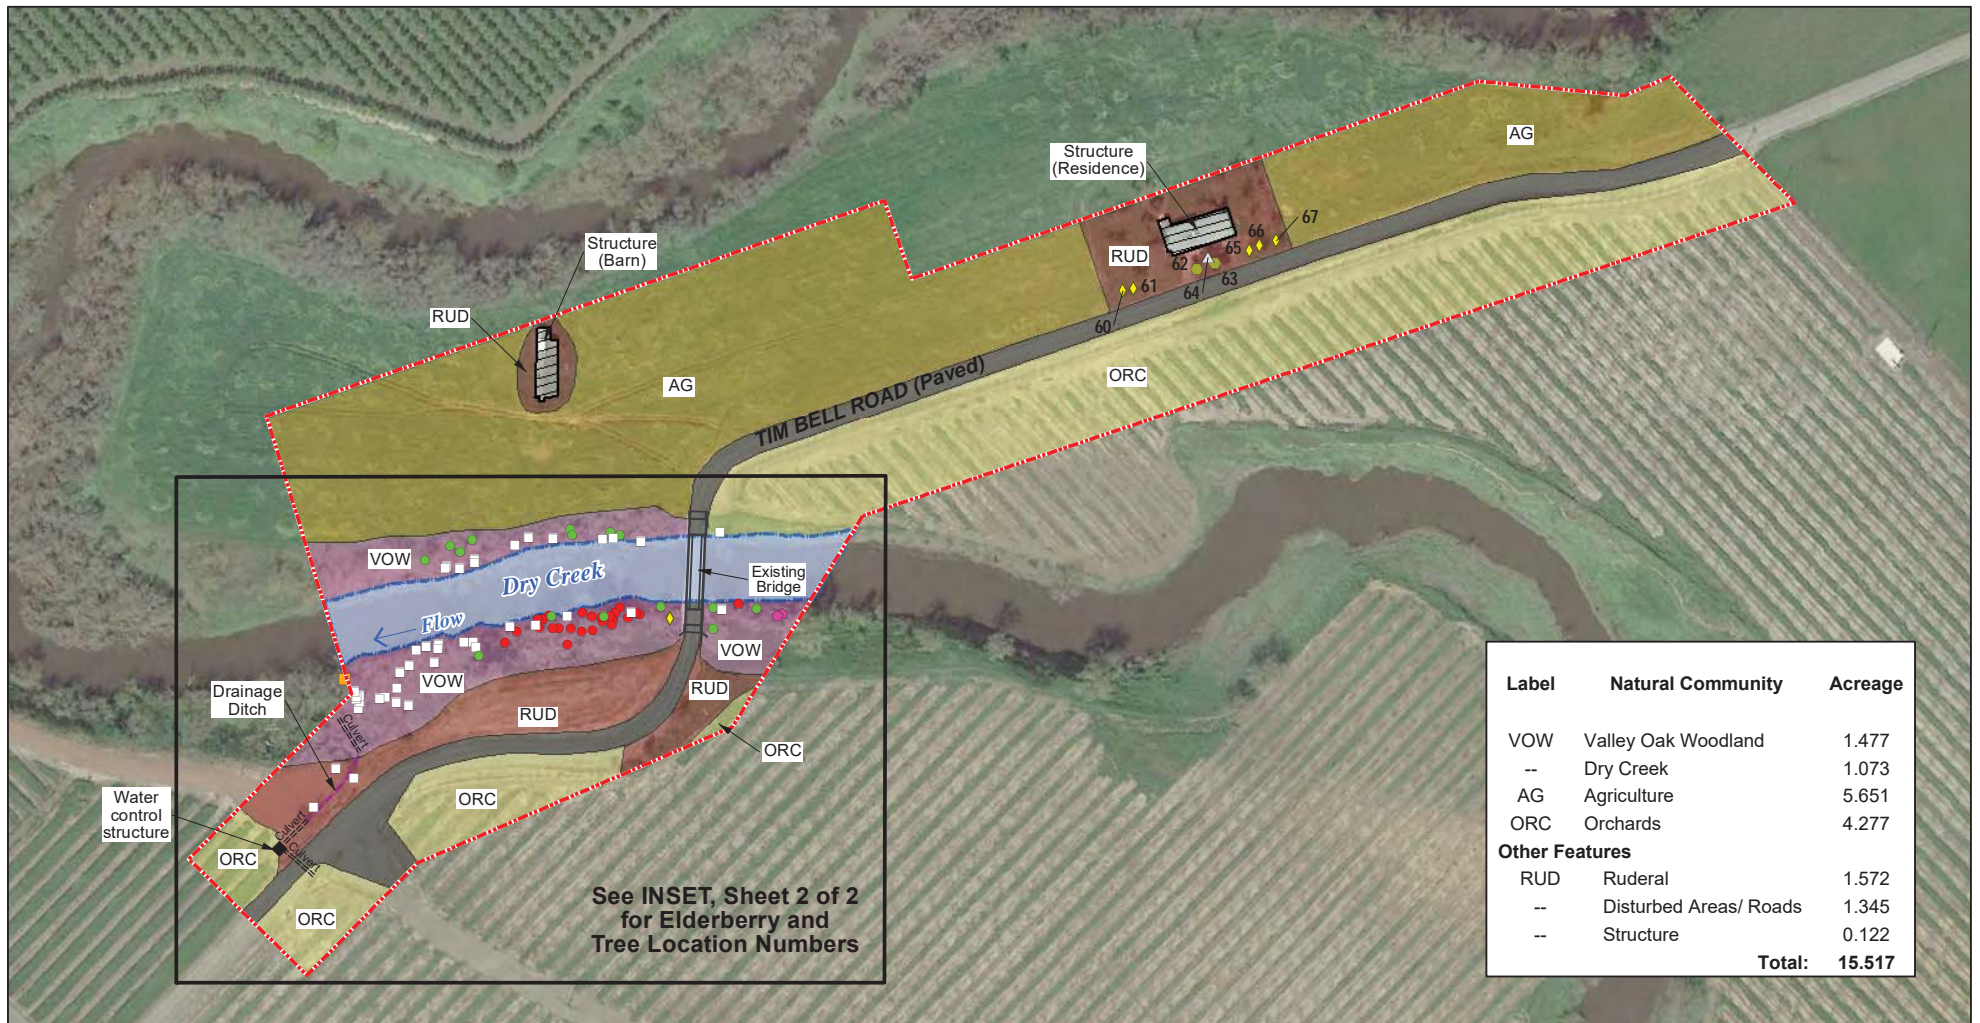 AG
Structure
(Residence)
67
66
65
RUD
62
63
61
64
60
Structure
(Barn)
RUD
AG
ORC
TIM BELL ROAD (Paved)
VOW
Dry Creek
Existing
Bridge
Flow
VOW
VOW
Drainage
Ditch
RUD
RUD
Culvert
ORC
Water
control
structure
ORC
Culvert
Culvert
ORC
ORC
See INSET, Sheet 2 of 2
for Elderberry and
Tree Location Numbers
Label Natural Community Acreage
VOW Valley Oak Woodland 1.477
-- Dry Creek 1.073
AG Agriculture 5.651
ORC Orchards 4.277
Other Features
RUD Ruderal 1.572
-- Disturbed Areas/ Roads 1.345
-- Structure 0.122
Total: 15.517